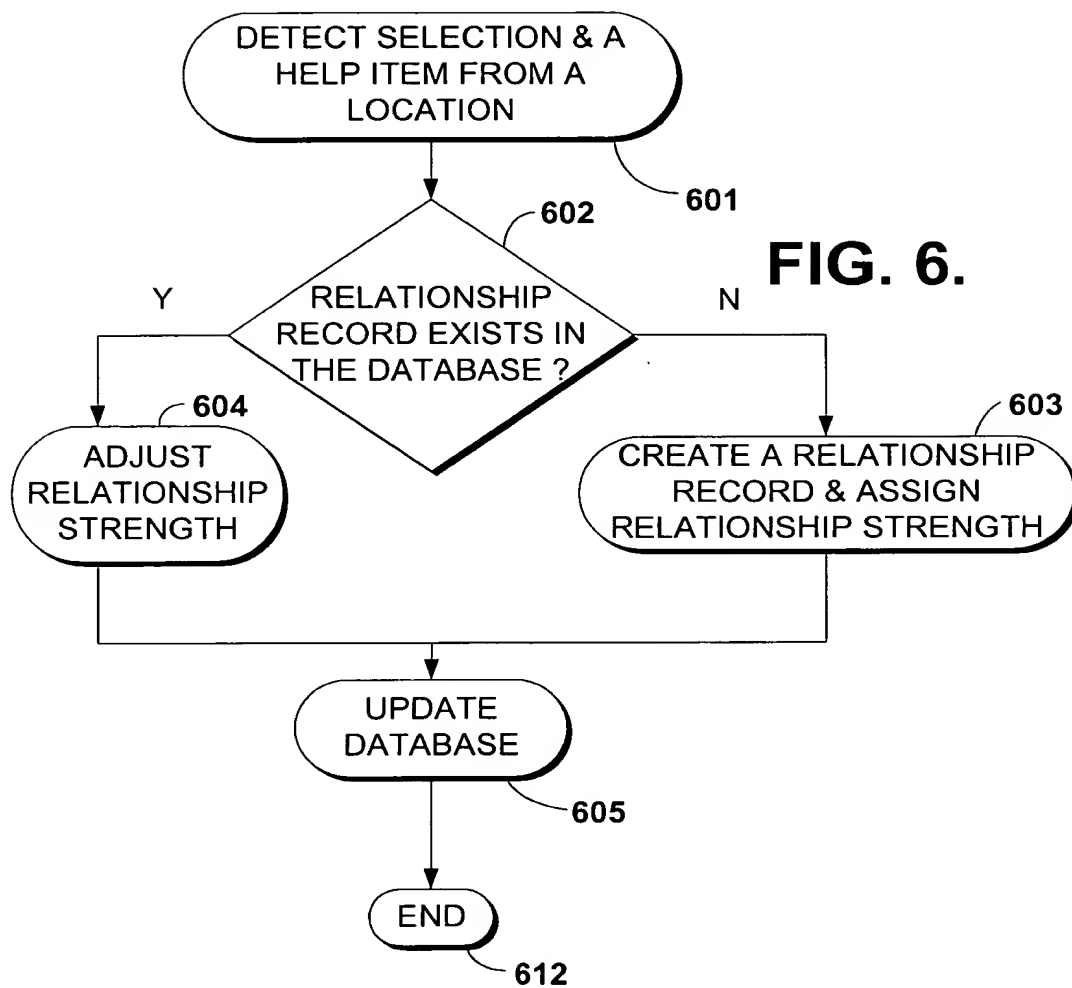 DETECT SELECTION & A
HELP ITEM FROM A
LOCATION
601
602
FIG. 6.
Y
N
RELATIONSHIP
RECORD EXISTS IN
THE DATABASE ?
604
603
ADJUST
RELATIONSHIP
STRENGTH
CREATE A RELATIONSHIP
RECORD & ASSIGN
RELATIONSHIP STRENGTH
UPDATE
DATABASE
605
END
612